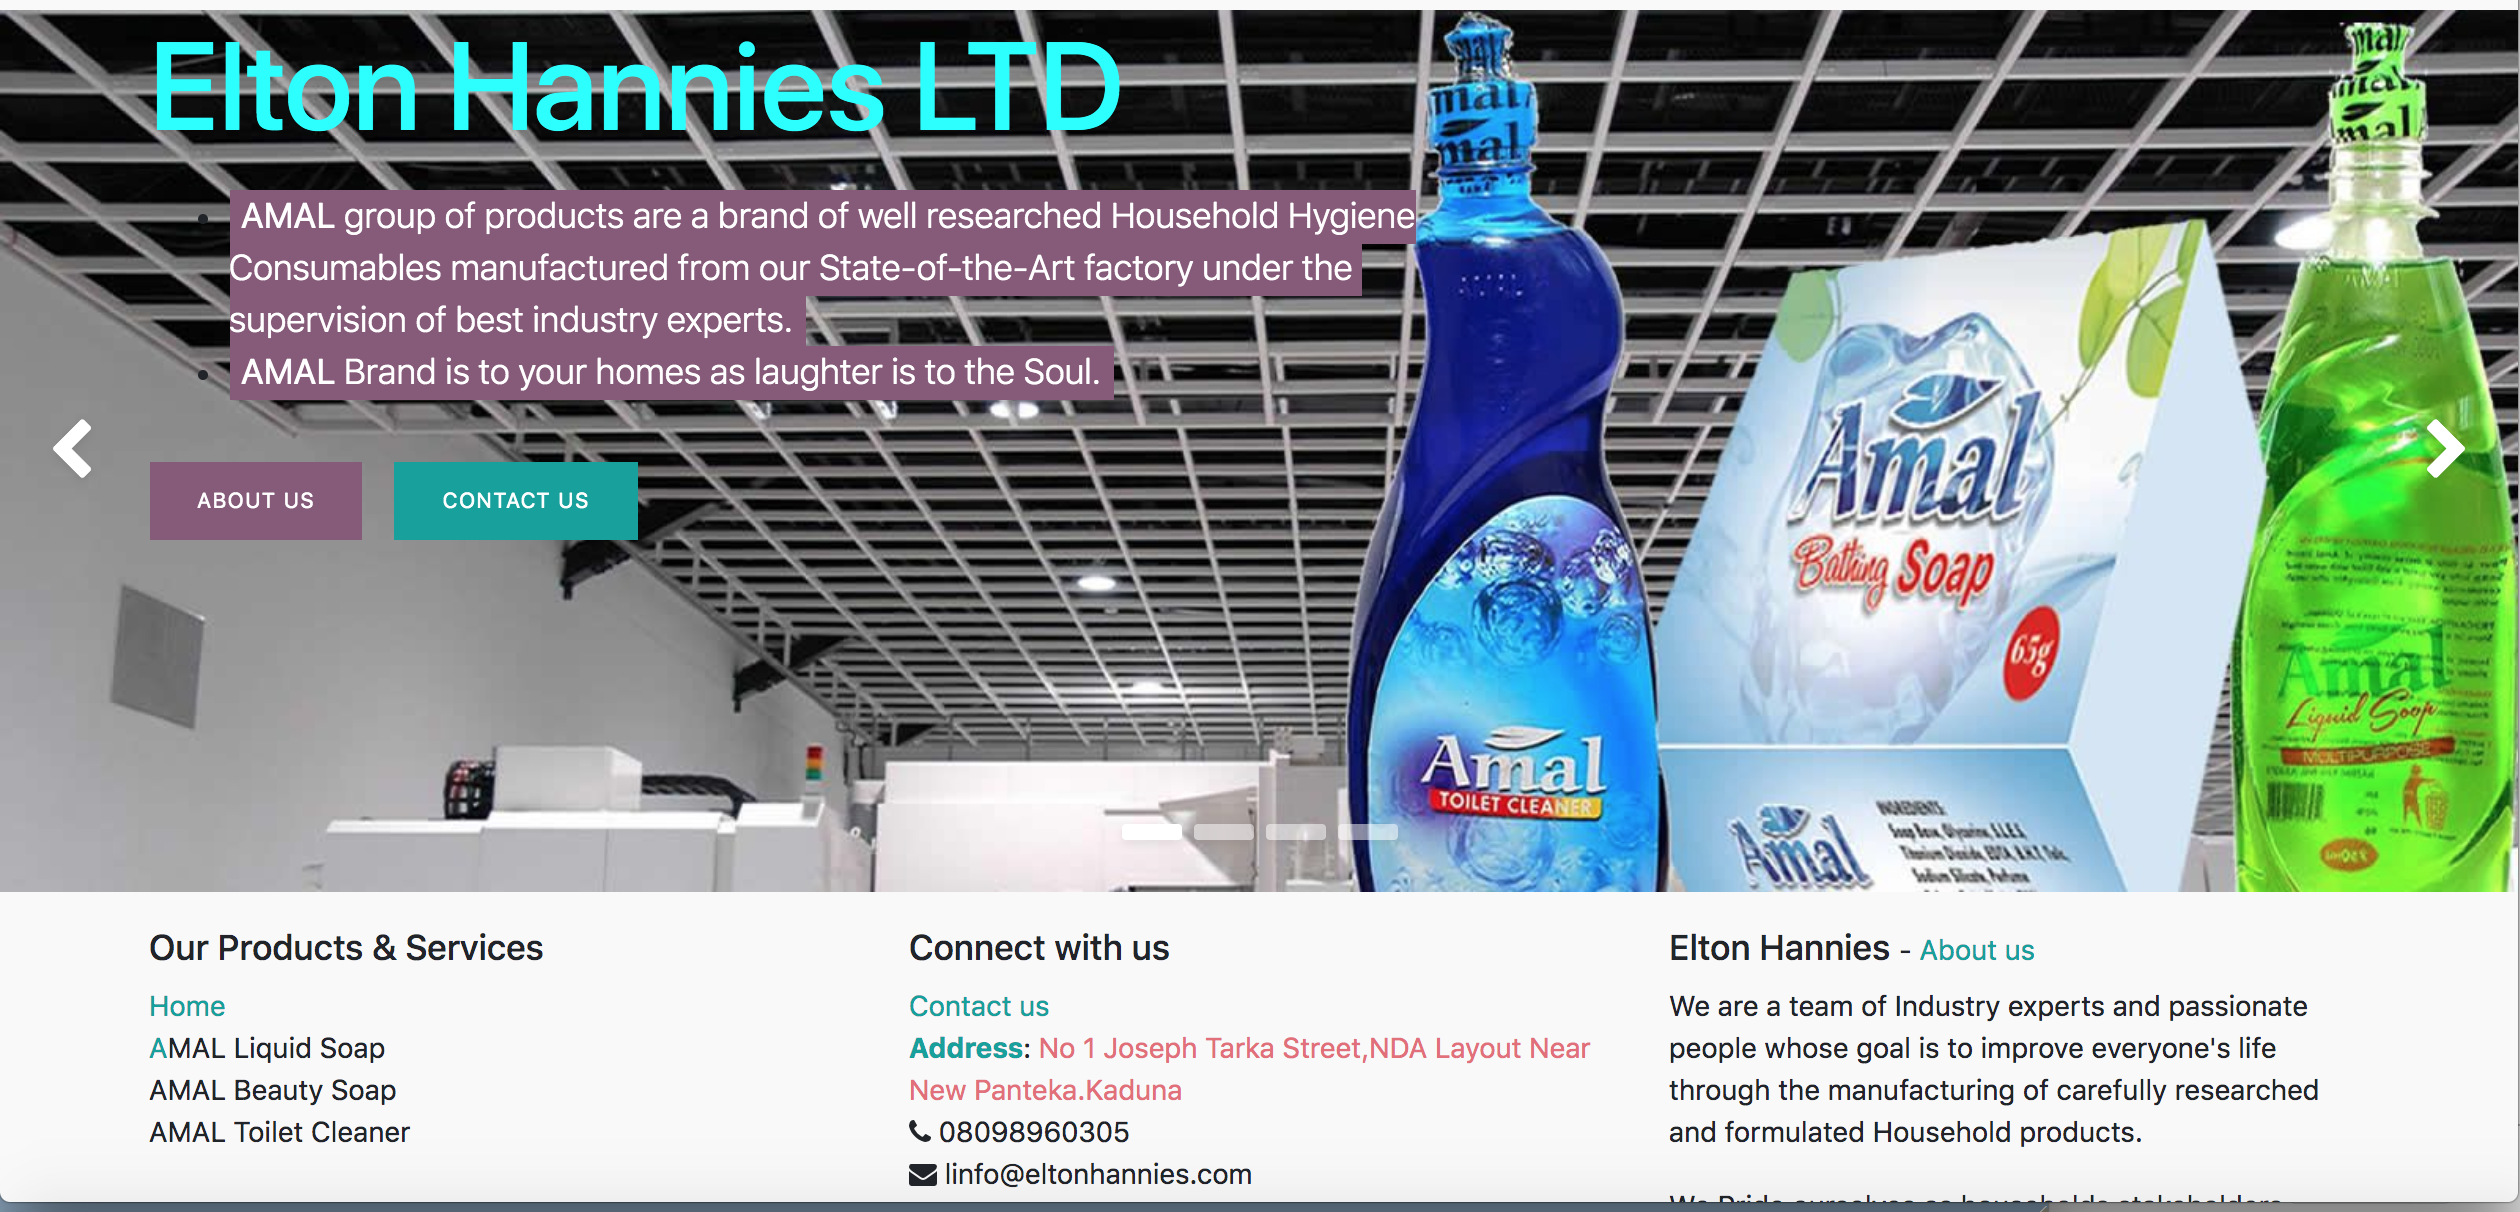 Elton Hannies LTD
AMAL group of products are a brand of well researched Household Hygiene
Consumables manufactured from our State-of-the-Art factory under the
supervision of best industry experts.
AMAL Brand is to your homes as laughter is to the Soul.
ABOUT US
CONTACT US
mal
mal
mal
Amal
TOILET CLEANER
Amal
Bathing Soap
65g
Amal
INGREDIENTS:
mal
mal
Amal
Liquid Soap
MULTIPURPOSE
Our Products & Services
Home
AMAL Liquid Soap
AMAL Beauty Soap
AMAL Toilet Cleaner
Connect with us
Contact us
Address: No 1 Joseph Tarka Street,NDA Layout Near
New Panteka.Kaduna
08098960305
linfo@eltonhannies.com
Elton Hannies - About us
We are a team of Industry experts and passionate
people whose goal is to improve everyone's life
through the manufacturing of carefully researched
and formulated Household products.